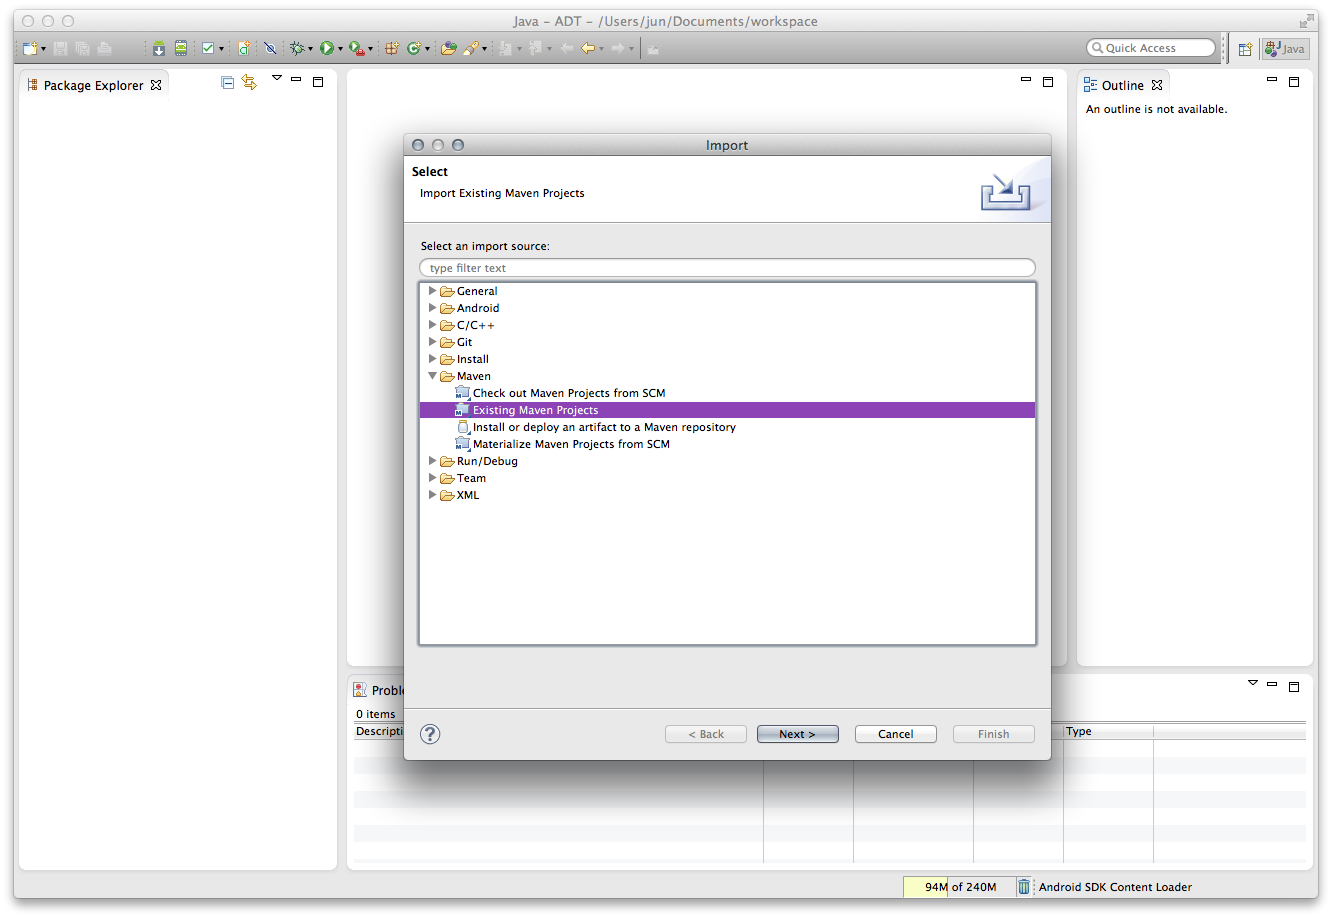 Java – ADT – /Users/jun/Documents/workspace
Quick Access
Java
Package Explorer
Outline
An outline is not available.
Import
Select
Import Existing Maven Projects
Select an import source:
type filter text
General
Android
C/C++
Git
Install
Maven
Check out Maven Projects from SCM
Existing Maven Projects
Install or deploy an artifact to a Maven repository
Materialize Maven Projects from SCM
Run/Debug
Team
XML
Proble
0 items
Descripti
Type
?
< Back
Next >
Cancel
Finish
94M of 240M
Android SDK Content Loader